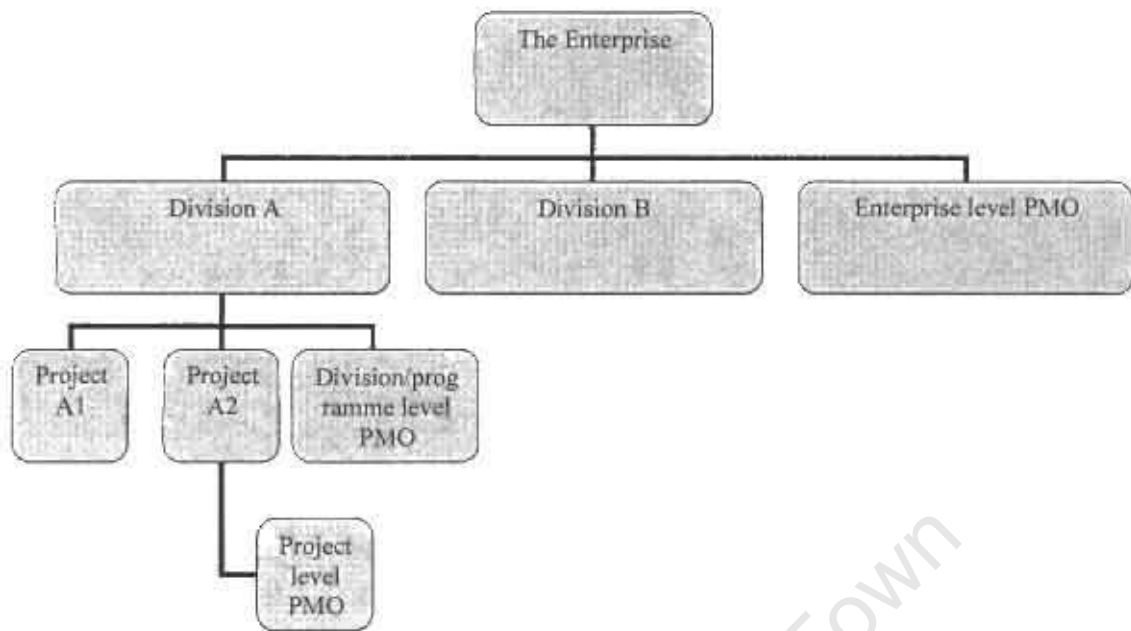 The Enterprise
Division A
Division B
Enterprise level PMO
Project
A1
Project
A2
Division/prog
ramme level
PMO
Project
level
PMO
Town